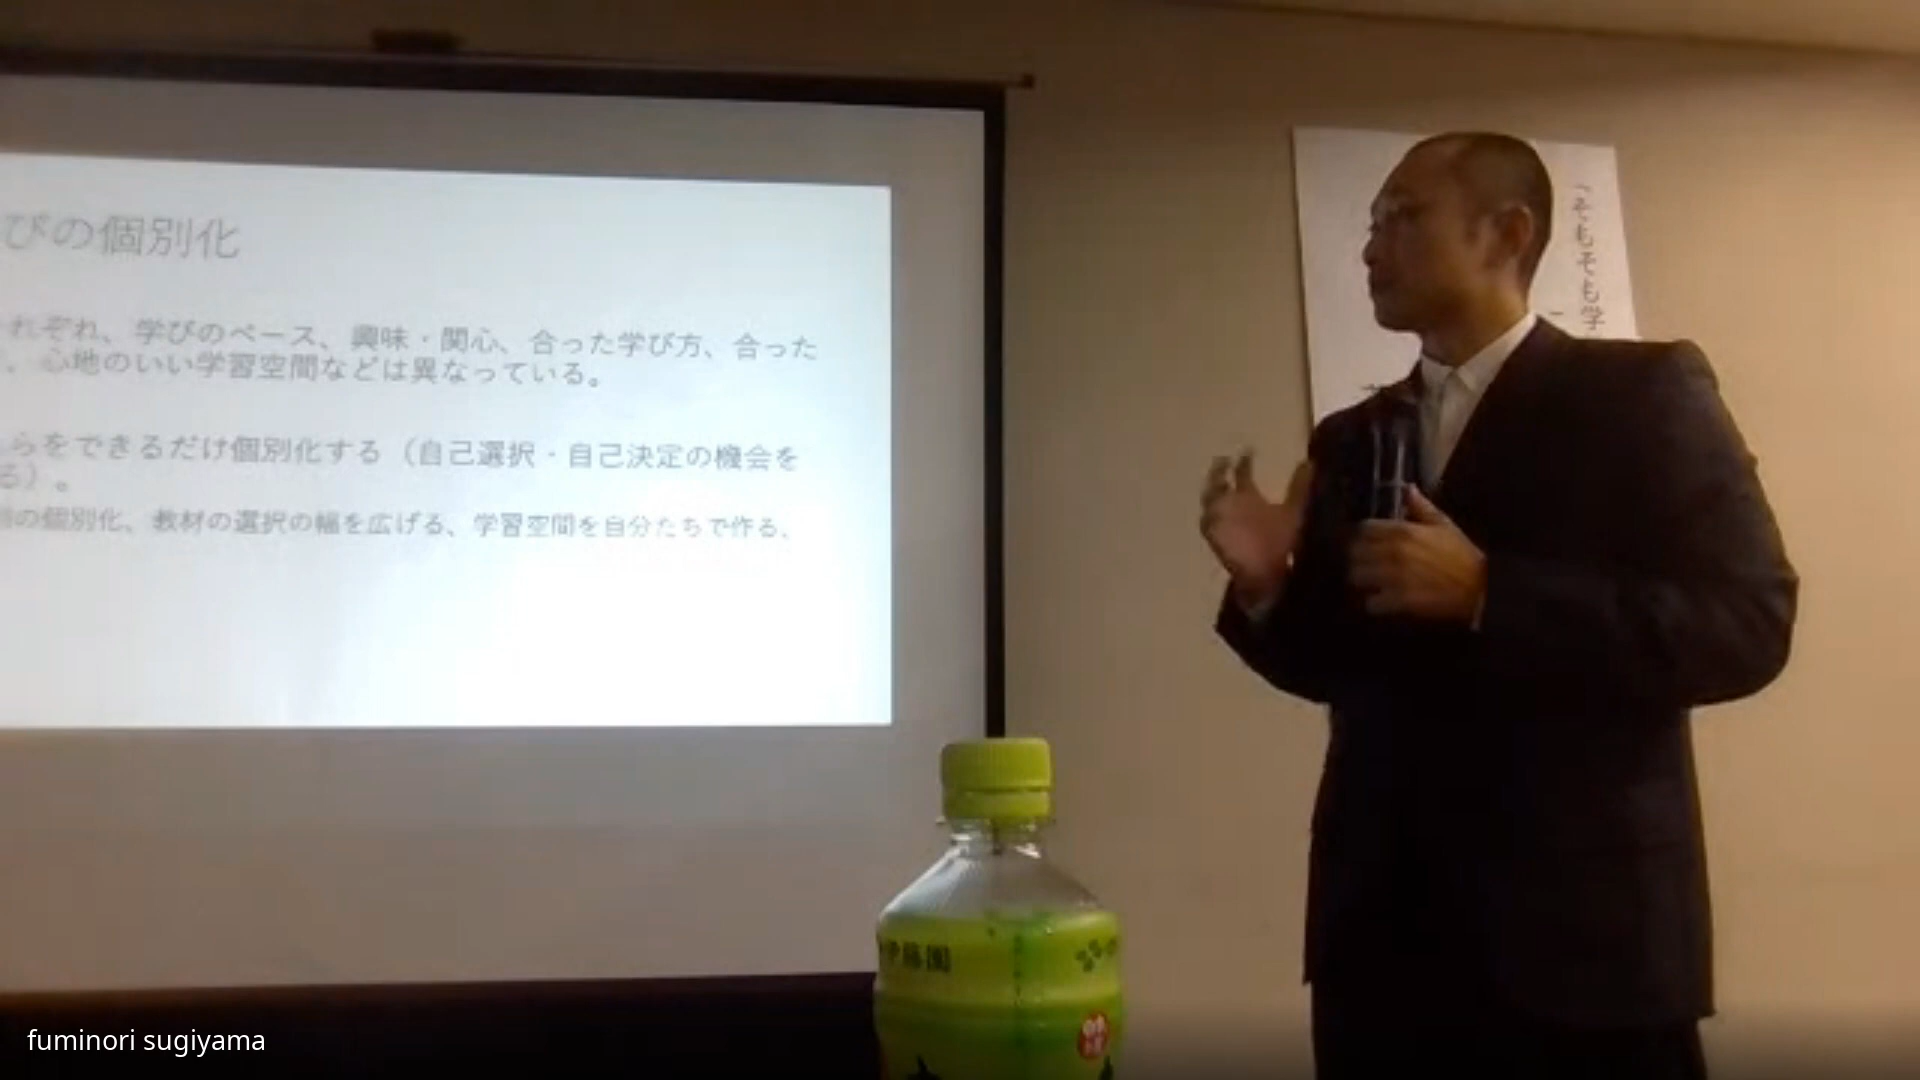 びの個別化
れぞれ、学びのペース、興味・関心、合った学び方、合った
、心地のいい学習空間などは異なっている。
らをできるだけ個別化する（自己選択・自己決定の機会を
る）。
の個別化、教材の選択の幅を広げる、学習空間を自分たちで作る、
「そもそも学
伊藤園
fuminori sugiyama